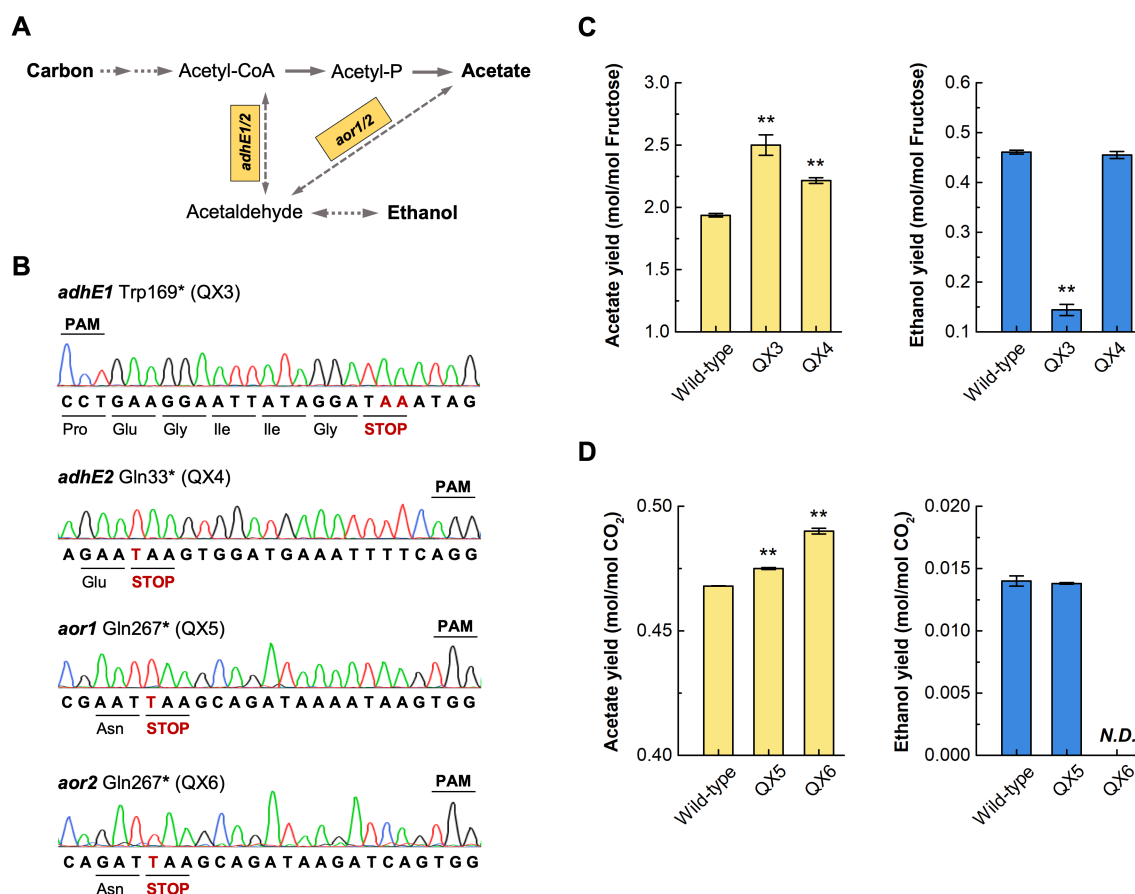 A
Carbon Acetyl-CoA Acetyl-P Acetate
adhE1/2
aor1/2
Acetaldehyde Ethanol
B
adhE1 Trp169* (QX3)
PAM
C C T G A A G G A A T T A T A G G A T A A A T A G
Pro Glu Gly Ile Ile Gly STOP
adhE2 Gln33* (QX4)
PAM
A G A A T A A G T G G A T G A A A T T T T C A G G
Glu STOP
aor1 Gln267* (QX5)
PAM
C G A A T T A A G C A G A T A A A A T A A G T G G
Asn STOP
aor2 Gln267* (QX6)
PAM
C A G A T T A A G C A G A T A A G A T C A G T G G
Asn STOP
C
Acetate yield (mol/mol Fructose)
3.0
2.5
2.0
1.5
1.0
**
**
Wild-type
QX3
QX4
Ethanol yield (mol/mol Fructose)
0.6
0.5
0.4
0.3
0.2
0.1
**
Wild-type
QX3
QX4
D
Acetate yield (mol/mol CO2)
0.50
0.45
0.40
**
**
Wild-type
QX5
QX6
Ethanol yield (mol/mol CO2)
0.020
0.015
0.010
0.005
0.000
N.D.
Wild-type
QX5
QX6